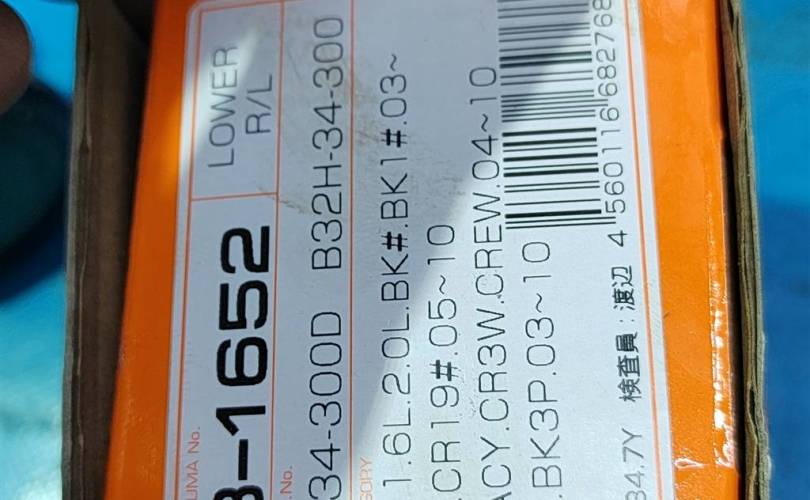 UMA No.
3-1652
LOWER
R/L
.No.
34-300D B32H-34-300
GORY
1.6L.2.0L.BK#.BK1#.03~
.CR19#.05~10
ACY.CR3W.CREW.04~10
.BK3P.03~10
4 560116 682768
84.7Y 検査員:渡辺